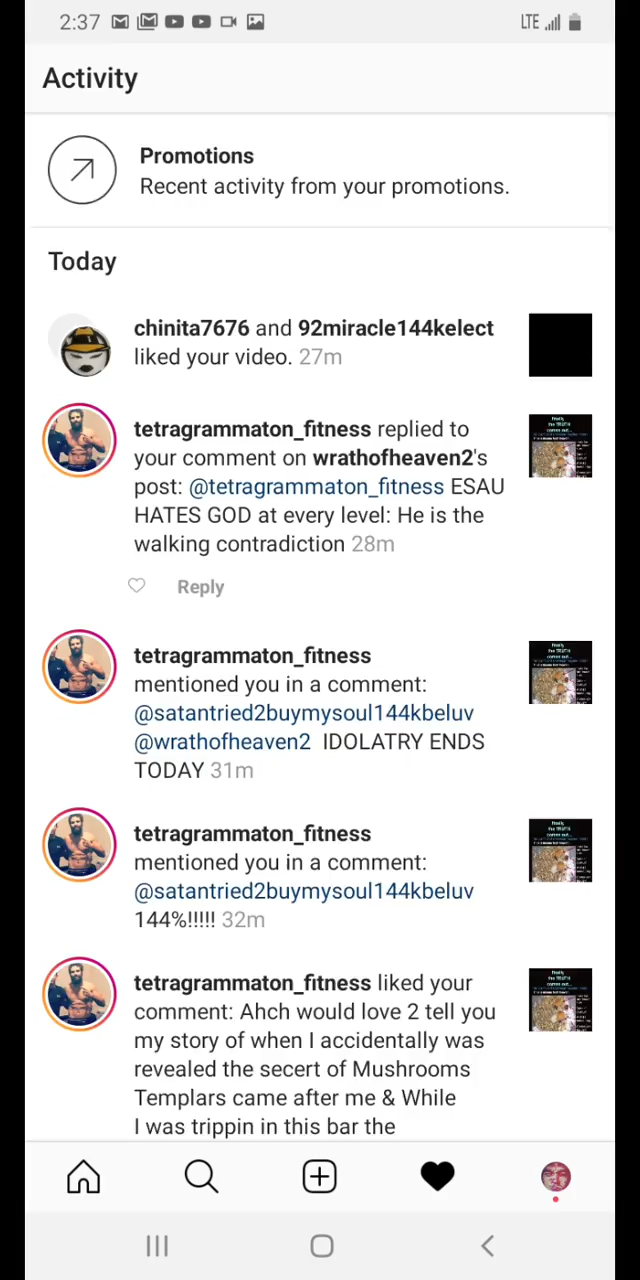 2:37
LTE
Activity
Promotions
Recent activity from your promotions.
Today
chinita7676 and 92miracle144kelect
liked your video. 27m
tetragrammaton_fitness replied to
your comment on wrathofheaven2's
post: @tetragrammaton_fitness ESAU
HATES GOD at every level: He is the
walking contradiction 28m
Reply
tetragrammaton_fitness
mentioned you in a comment:
@satantried2buymysoul144kbeluv
@wrathofheaven2 IDOLATRY ENDS
TODAY 31m
tetragrammaton_fitness
mentioned you in a comment:
@satantried2buymysoul144kbeluv
144%!!!!! 32m
tetragrammaton_fitness liked your
comment: Ahch would love 2 tell you
my story of when I accidentally was
revealed the secert of Mushrooms
Templars came after me & While
I was trippin in this bar the